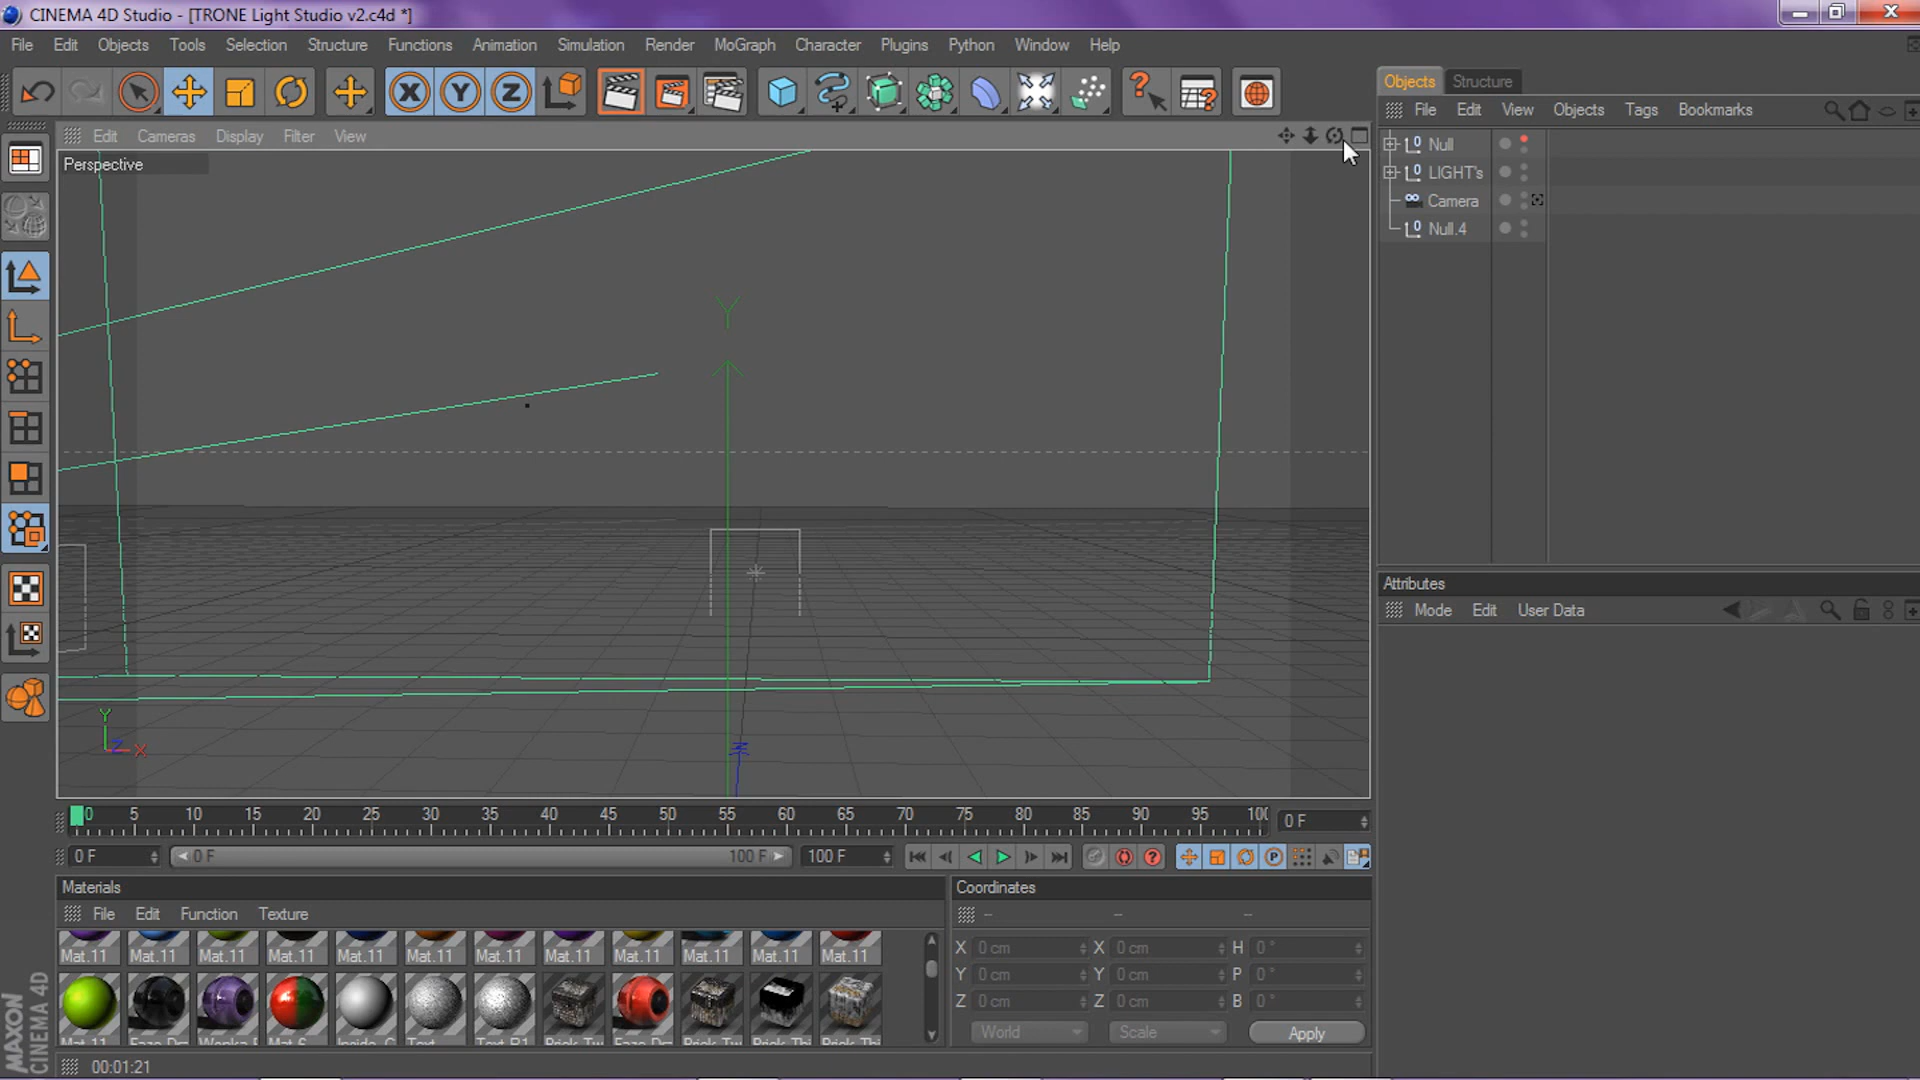 CINEMA 4D Studio - [TRONE Light Studio v2.c4d *]
File Edit Objects Tools Selection Structure Functions Animation Simulation Render MoGraph Character Plugins Python Window Help
X Y Z
Objects Structure
File Edit View Objects Tags Bookmarks
Edit Cameras Display Filter View
Perspective
Null
LIGHT's
Camera
Null.4
Y
Attributes
Mode Edit User Data
Y
Z X
Z
0 5 10 15 20 25 30 35 40 45 50 55 60 65 70 75 80 85 90 95 100
0 F
0 F 0 F 100 F 100 F
Materials
File Edit Function Texture
Mat.11 Mat.11 Mat.11 Mat.11 Mat.11 Mat.11 Mat.11 Mat.11 Mat.11 Mat.11 Mat.11 Mat.11
Coordinates
-- -- --
X 0 cm X 0 cm H 0 °
Y 0 cm Y 0 cm P 0 °
Z 0 cm Z 0 cm B 0 °
World Scale Apply
MAXON
CINEMA 4D
00:01:21